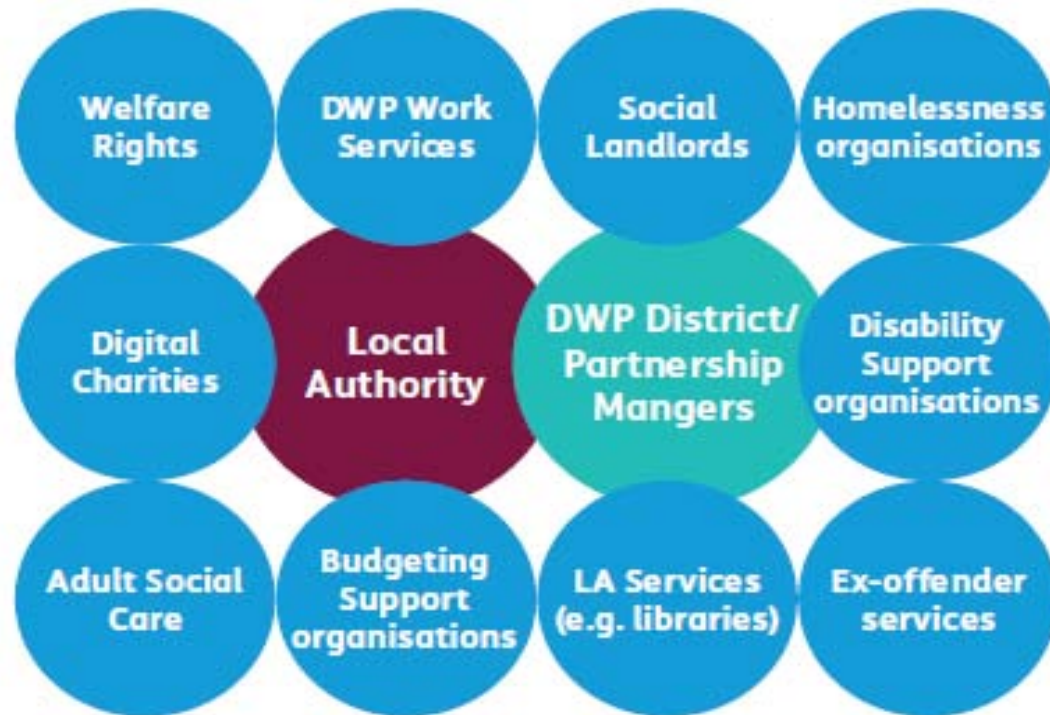 Welfare
Rights
DWP Work
Services
Social
Landlords
Homelessness
organisations
Digital
Charities
Local
Authority
DWP District/
Partnership
Mangers
Disability
Support
organisations
Adult Social
Care
Budgeting
Support
organisations
LA Services
(e.g. libraries)
Ex-offender
services